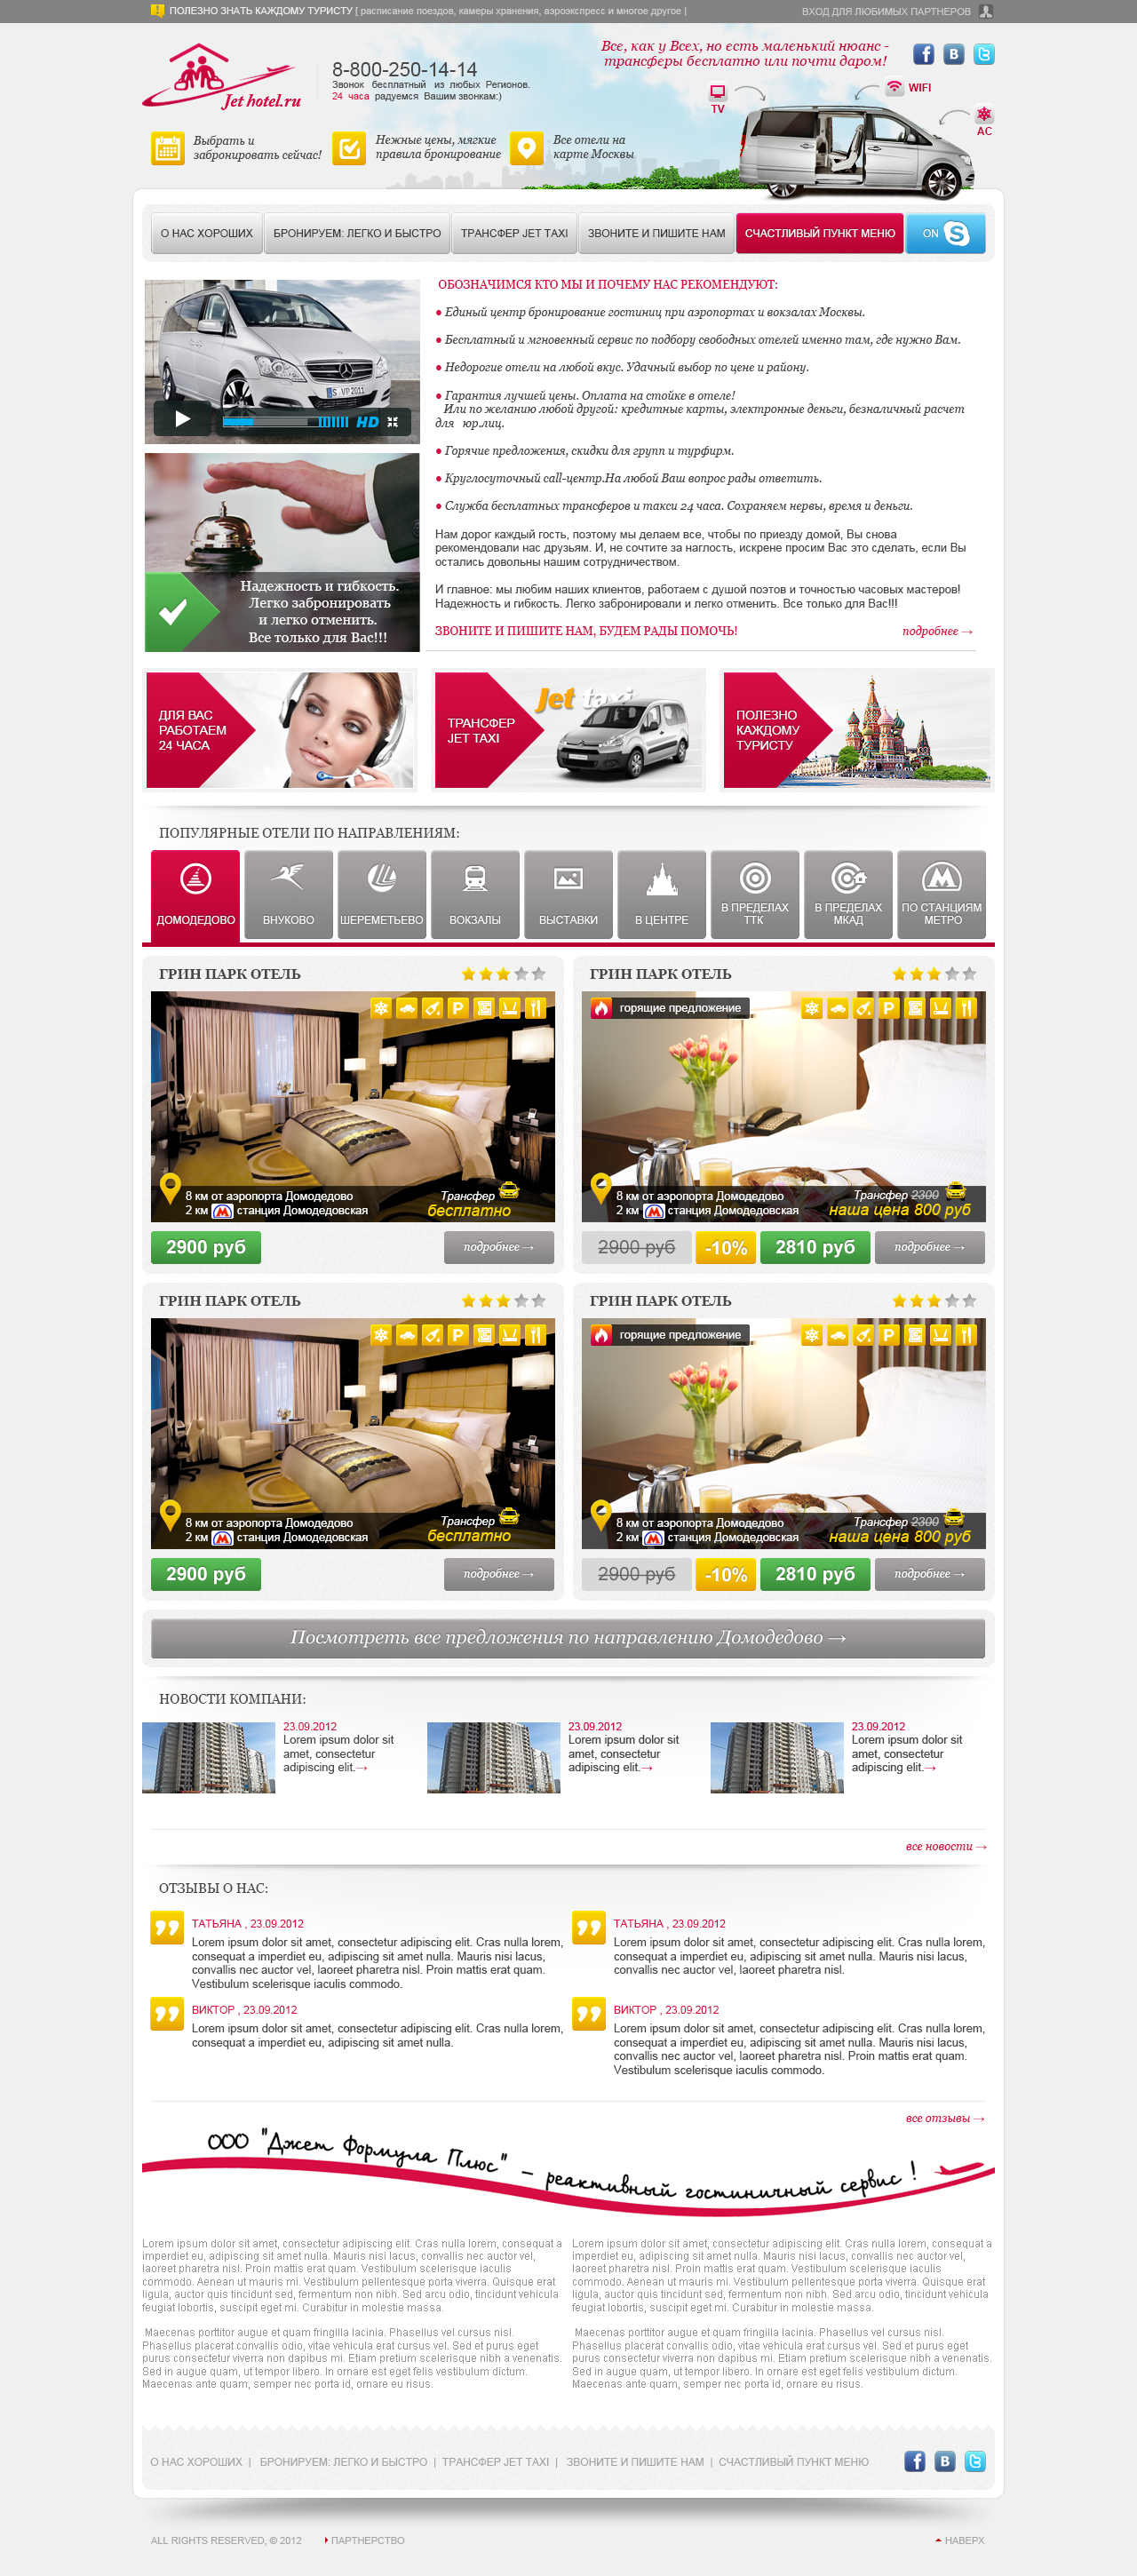 ПОЛЕЗНО ЗНАТЬ КАЖДОМУ ТУРИСТУ [ расписание поездов, камеры хранения, аэроэкспресс и многое другое ]
ВХОД ДЛЯ ЛЮБИМЫХ ПАРТНЕРОВ
Jet hotel.ru
8-800-250-14-14
Звонок бесплатный из любых Регионов.
24 часа радуемся Вашим звонкам:)
Все, как у Всех, но есть маленький нюанс -
трансферы бесплатно или почти даром!
f B t
TV
WIFI
AC
Выбрать и
забронировать сейчас!
Нежные цены, мягкие
правила бронирование
Все отели на
карте Москвы
О НАС ХОРОШИХ
БРОНИРУЕМ: ЛЕГКО И БЫСТРО
ТРАНСФЕР JET TAXI
ЗВОНИТЕ И ПИШИТЕ НАМ
СЧАСТЛИВЫЙ ПУНКТ МЕНЮ
ON S
S VP 2011
HD
Надежность и гибкость.
Легко забронировать
и легко отменить.
Все только для Вас!!!
ОБОЗНАЧИМСЯ КТО МЫ И ПОЧЕМУ НАС РЕКОМЕНДУЮТ:
● Единый центр бронирование гостиниц при аэропортах и вокзалах Москвы.
● Бесплатный и мгновенный сервис по подбору свободных отелей именно там, где нужно Вам.
● Недорогие отели на любой вкус. Удачный выбор по цене и району.
● Гарантия лучшей цены. Оплата на стойке в отеле!
Или по желанию любой другой: кредитные карты, электронные деньги, безналичный расчет
для юр.лиц.
● Горячие предложения, скидки для групп и турфирм.
● Круглосуточный call-центр.На любой Ваш вопрос рады ответить.
● Служба бесплатных трансферов и такси 24 часа. Сохраняем нервы, время и деньги.
Нам дорог каждый гость, поэтому мы делаем все, чтобы по приезду домой, Вы снова
рекомендовали нас друзьям. И, не сочтите за наглость, искрене просим Вас это сделать, если Вы
остались довольны нашим сотрудничеством.
И главное: мы любим наших клиентов, работаем с душой поэтов и точностью часовых мастеров!
Надежность и гибкость. Легко забронировали и легко отменить. Все только для Вас!!!
ЗВОНИТЕ И ПИШИТЕ НАМ, БУДЕМ РАДЫ ПОМОЧЬ!
подробнее →
ДЛЯ ВАС
РАБОТАЕМ
24 ЧАСА
ТРАНСФЕР
JET TAXI
Jet taxi
ПОЛЕЗНО
КАЖДОМУ
ТУРИСТУ
ПОПУЛЯРНЫЕ ОТЕЛИ ПО НАПРАВЛЕНИЯМ:
ДОМОДЕДОВО
ВНУКОВО
ШЕРЕМЕТЬЕВО
ВОКЗАЛЫ
ВЫСТАВКИ
В ЦЕНТРЕ
В ПРЕДЕЛАХ
ТТК
В ПРЕДЕЛАХ
МКАД
ПО СТАНЦИЯМ
МЕТРО
ГРИН ПАРК ОТЕЛЬ
P
8 км от аэропорта Домодедово
2 км М станция Домодедовская
Трансфер
бесплатно
2900 руб
подробнее →
ГРИН ПАРК ОТЕЛЬ
горящие предложение
P
8 км от аэропорта Домодедово
2 км М станция Домодедовская
Трансфер 2300
наша цена 800 руб
2900 руб
-10%
2810 руб
подробнее →
ГРИН ПАРК ОТЕЛЬ
P
8 км от аэропорта Домодедово
2 км М станция Домодедовская
Трансфер
бесплатно
2900 руб
подробнее →
ГРИН ПАРК ОТЕЛЬ
горящие предложение
P
8 км от аэропорта Домодедово
2 км М станция Домодедовская
Трансфер 2300
наша цена 800 руб
2900 руб
-10%
2810 руб
подробнее →
Посмотреть все предложения по направлению Домодедово →
НОВОСТИ КОМПАНИ:
23.09.2012
Lorem ipsum dolor sit
amet, consectetur
adipiscing elit.→
23.09.2012
Lorem ipsum dolor sit
amet, consectetur
adipiscing elit.→
23.09.2012
Lorem ipsum dolor sit
amet, consectetur
adipiscing elit.→
все новости →
ОТЗЫВЫ О НАС:
ТАТЬЯНА , 23.09.2012
Lorem ipsum dolor sit amet, consectetur adipiscing elit. Cras nulla lorem,
consequat a imperdiet eu, adipiscing sit amet nulla. Mauris nisi lacus,
convallis nec auctor vel, laoreet pharetra nisl. Proin mattis erat quam.
Vestibulum scelerisque iaculis commodo.
ТАТЬЯНА , 23.09.2012
Lorem ipsum dolor sit amet, consectetur adipiscing elit. Cras nulla lorem,
consequat a imperdiet eu, adipiscing sit amet nulla. Mauris nisi lacus,
convallis nec auctor vel, laoreet pharetra nisl.
ВИКТОР , 23.09.2012
Lorem ipsum dolor sit amet, consectetur adipiscing elit. Cras nulla lorem,
consequat a imperdiet eu, adipiscing sit amet nulla.
ВИКТОР , 23.09.2012
Lorem ipsum dolor sit amet, consectetur adipiscing elit. Cras nulla lorem,
consequat a imperdiet eu, adipiscing sit amet nulla. Mauris nisi lacus,
convallis nec auctor vel, laoreet pharetra nisl. Proin mattis erat quam.
Vestibulum scelerisque iaculis commodo.
все отзывы →
ООО "Джет Формула Плюс" – реактивный гостиничный сервис !
Lorem ipsum dolor sit amet, consectetur adipiscing elit. Cras nulla lorem, consequat a
imperdiet eu, adipiscing sit amet nulla. Mauris nisi lacus, convallis nec auctor vel,
laoreet pharetra nisl. Proin mattis erat quam. Vestibulum scelerisque iaculis
commodo. Aenean ut mauris mi. Vestibulum pellentesque porta viverra. Quisque erat
ligula, auctor quis tincidunt sed, fermentum non nibh. Sed arcu odio, tincidunt vehicula
feugiat lobortis, suscipit eget mi. Curabitur in molestie massa.
Maecenas porttitor augue et quam fringilla lacinia. Phasellus vel cursus nisl.
Phasellus placerat convallis odio, vitae vehicula erat cursus vel. Sed et purus eget
purus consectetur viverra non dapibus mi. Etiam pretium scelerisque nibh a venenatis.
Sed in augue quam, ut tempor libero. In ornare est eget felis vestibulum dictum.
Maecenas ante quam, semper nec porta id, ornare eu risus.
Lorem ipsum dolor sit amet, consectetur adipiscing elit. Cras nulla lorem, consequat a
imperdiet eu, adipiscing sit amet nulla. Mauris nisi lacus, convallis nec auctor vel,
laoreet pharetra nisl. Proin mattis erat quam. Vestibulum scelerisque iaculis
commodo. Aenean ut mauris mi. Vestibulum pellentesque porta viverra. Quisque erat
ligula, auctor quis tincidunt sed, fermentum non nibh. Sed arcu odio, tincidunt vehicula
feugiat lobortis, suscipit eget mi. Curabitur in molestie massa.
Maecenas porttitor augue et quam fringilla lacinia. Phasellus vel cursus nisl.
Phasellus placerat convallis odio, vitae vehicula erat cursus vel. Sed et purus eget
purus consectetur viverra non dapibus mi. Etiam pretium scelerisque nibh a venenatis.
Sed in augue quam, ut tempor libero. In ornare est eget felis vestibulum dictum.
Maecenas ante quam, semper nec porta id, ornare eu risus.
О НАС ХОРОШИХ | БРОНИРУЕМ: ЛЕГКО И БЫСТРО | ТРАНСФЕР JET TAXI | ЗВОНИТЕ И ПИШИТЕ НАМ | СЧАСТЛИВЫЙ ПУНКТ МЕНЮ
f B t
ALL RIGHTS RESERVED, © 2012
ПАРТНЕРСТВО
НАВЕРХ